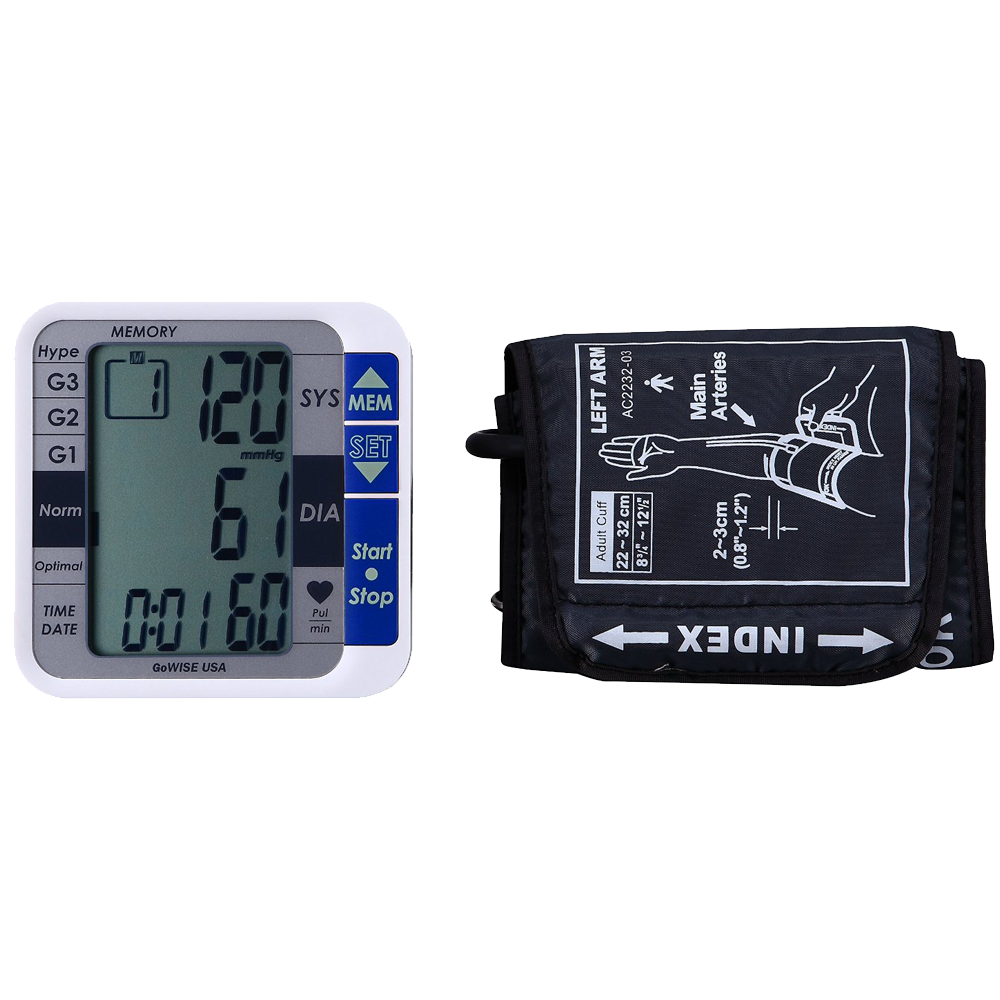 MEMORY
Hype
G3
G2
G1
Norm
Optimal
TIME
DATE
M
1
120
mmHg
61
0:01 60
SYS
DIA
Pul
min
MEM
SET
Start
Stop
GoWISE USA
LEFT ARM
AC2232-03
Main
Arteries
INDEX
Adult Cuff
22 ~ 32 cm
8¾" ~ 12½"
2~3cm
(0.8"~1.2")
INDEX